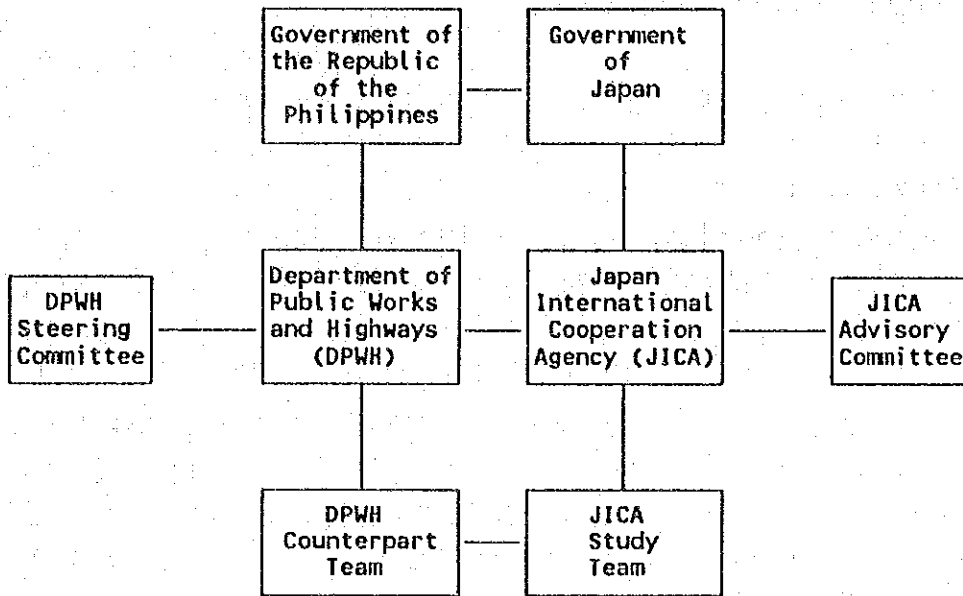 Government of
the Republic
of the
Philippines
Government
of
Japan
DPWH
Steering
Committee
Department of
Public Works
and Highways
(DPWH)
Japan
International
Cooperation
Agency (JICA)
JICA
Advisory
Committee
DPWH
Counterpart
Team
JICA
Study
Team